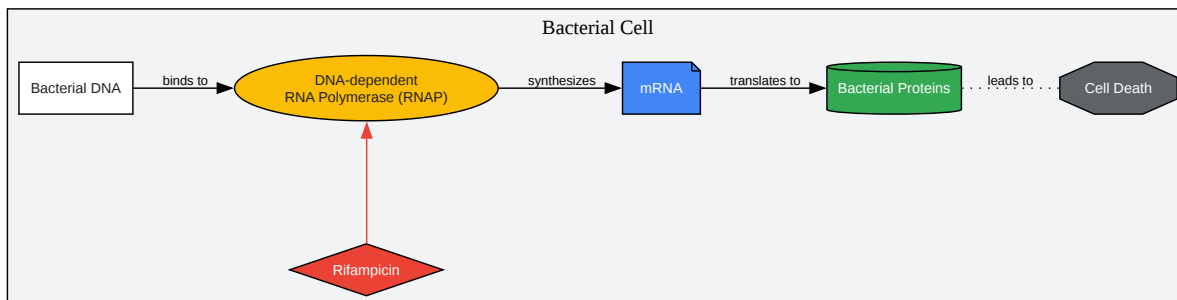 Bacterial Cell
Bacterial DNA
binds to
DNA-dependent
RNA Polymerase (RNAP)
synthesizes
mRNA
translates to
Bacterial Proteins
leads to
Cell Death
Rifampicin